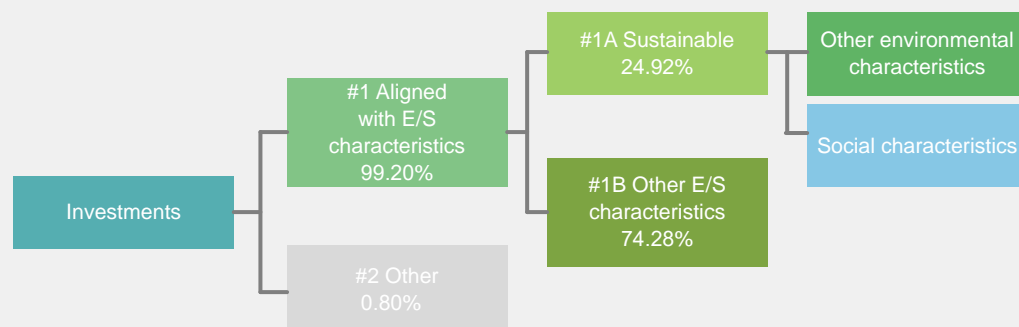 Investments
#1 Aligned
with E/S
characteristics
99.20%
#2 Other
0.80%
#1A Sustainable
24.92%
#1B Other E/S
characteristics
74.28%
Other environmental
characteristics
Social characteristics